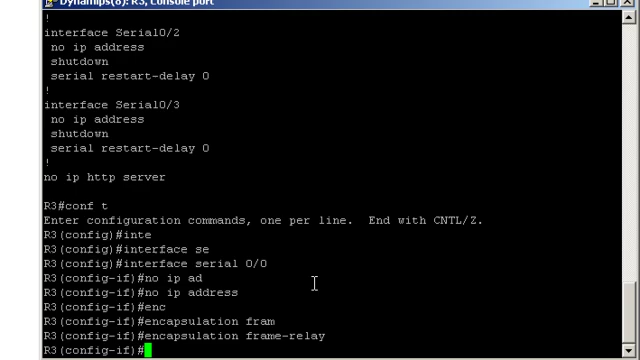 Dynamips(8): R3, Console port
!
interface Serial0/2
no ip address
shutdown
serial restart-delay 0
!
interface Serial0/3
no ip address
shutdown
serial restart-delay 0
!
no ip http server
R3#conf t
Enter configuration commands, one per line.  End with CNTL/Z.
R3(config)#inte
R3(config)#interface se
R3(config)#interface serial 0/0
R3(config-if)#no ip ad
R3(config-if)#no ip address
R3(config-if)#enc
R3(config-if)#encapsulation fram
R3(config-if)#encapsulation frame-relay
R3(config-if)#